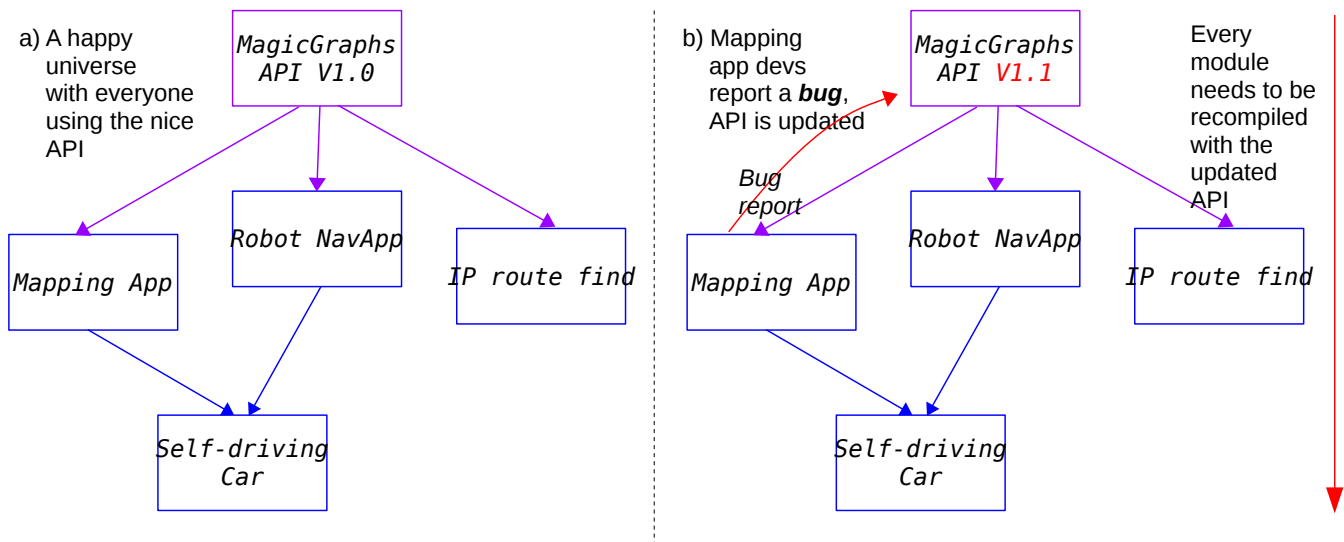 a) A happy
universe
with everyone
using the nice
API
MagicGraphs
API V1.0
Mapping App
Robot NavApp
IP route find
Self-driving
Car
b) Mapping
app devs
report a bug,
API is updated
MagicGraphs
API V1.1
Every
module
needs to be
recompiled
with the
updated
API
Bug
report
Mapping App
Robot NavApp
IP route find
Self-driving
Car